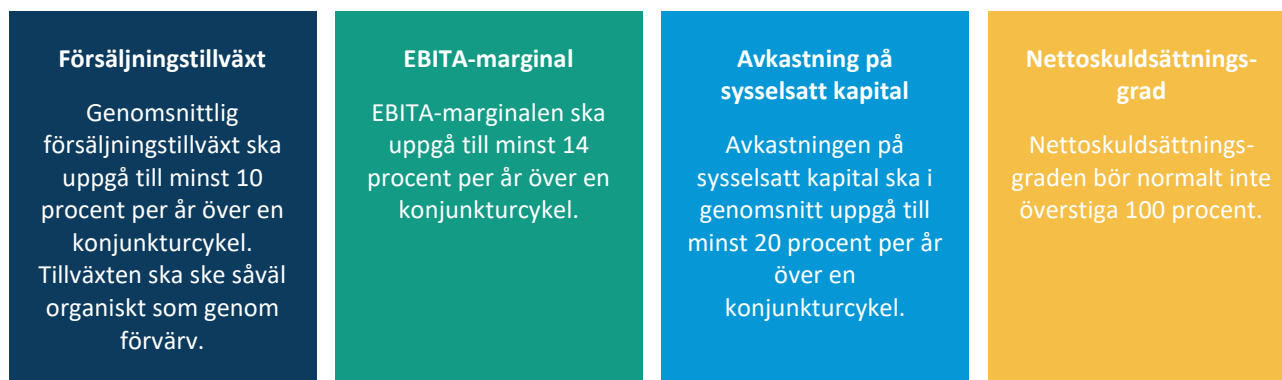 Försäljningstillväxt
Genomsnittlig
försäljningstillväxt ska
uppgå till minst 10
procent per år över en
konjunkturcykel.
Tillväxten ska ske såväl
organiskt som genom
förvärv.
EBITA-marginal
EBITA-marginalen ska
uppgå till minst 14
procent per år över en
konjunkturcykel.
Avkastning på
sysselsatt kapital
Avkastningen på
sysselsatt kapital ska i
genomsnitt uppgå till
minst 20 procent per år
över en
konjunkturcykel.
Nettoskuldsättnings-
grad
Nettoskuldsättnings-
graden bör normalt inte
överstiga 100 procent.